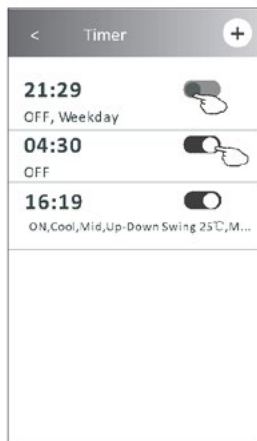 < Timer +
21:29
OFF, Weekday
04:30
OFF
16:19
ON,Cool,Mid,Up-Down Swing 25℃,M...